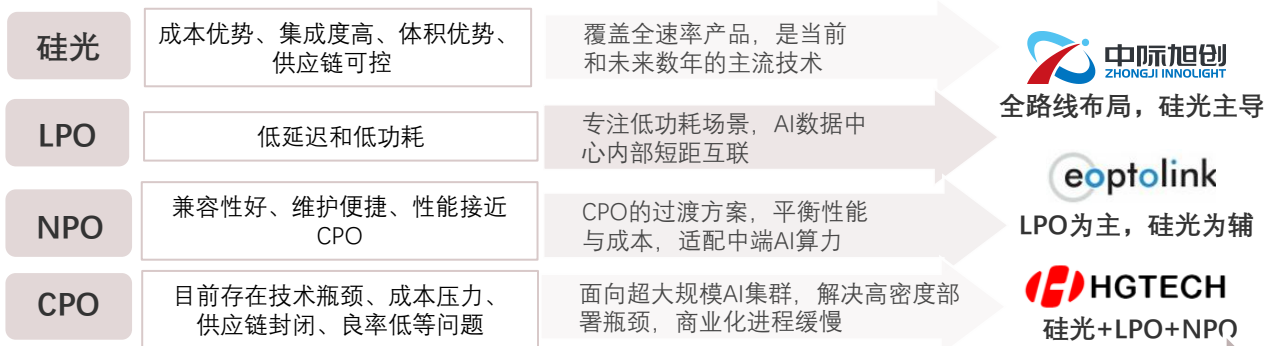 硅光
成本优势、集成度高、体积优势、
供应链可控
覆盖全速率产品，是当前
和未来数年的主流技术
中际旭创
ZHONGJI INNOLIGHT
全路线布局，硅光主导
LPO
低延迟和低功耗
专注低功耗场景，AI数据中
心内部短距互联
eoptolink
LPO为主，硅光为辅
NPO
兼容性好、维护便捷、性能接近
CPO
CPO的过渡方案，平衡性能
与成本，适配中端AI算力
CPO
目前存在技术瓶颈、成本压力、
供应链封闭、良率低等问题
面向超大规模AI集群，解决高密度部
署瓶颈，商业化进程缓慢
HGTECH
硅光+LPO+NPO